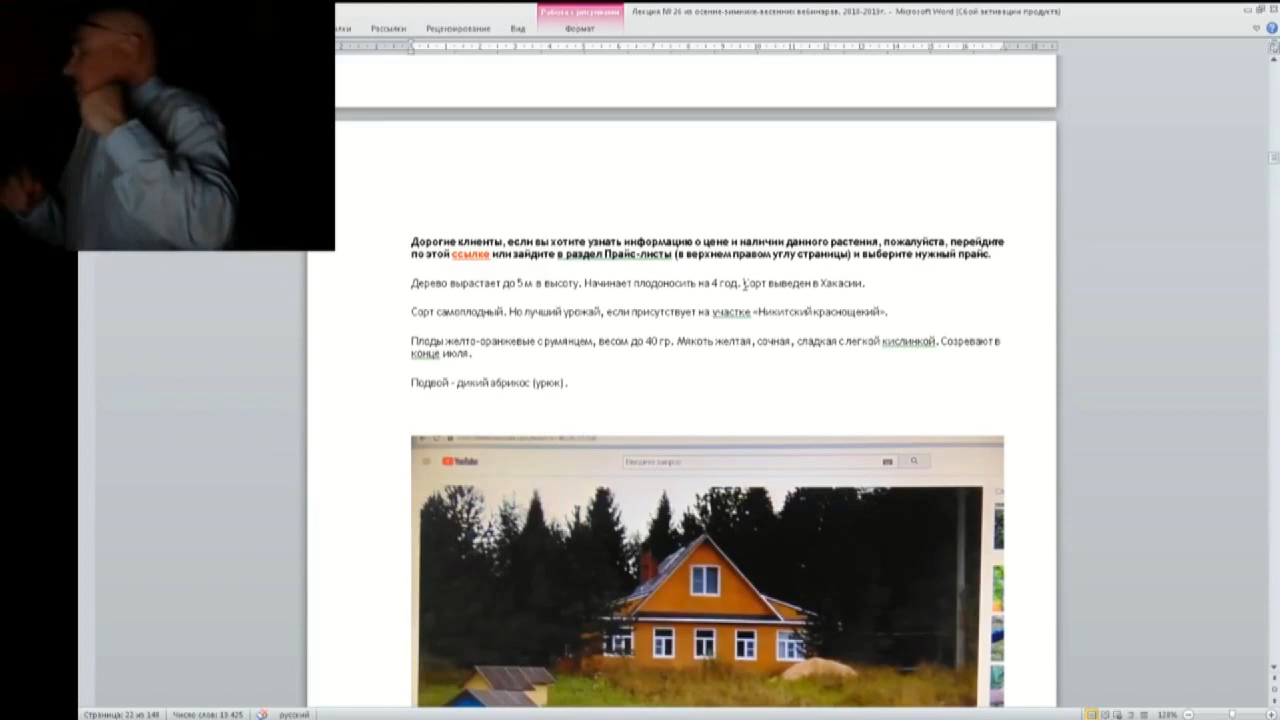 Работа с рисунками
Лекция № 26 из осенне-зимнике-весенних вебинаров. 2018-2019г. - Microsoft Word (Сбой активации продукта)
лки Рассылки Рецензирование Вид Формат
Дорогие клиенты, если вы хотите узнать информацию о цене и наличии данного растения, пожалуйста, перейдите
по этой ссылке или зайдите в раздел Прайс-листы (в верхнем правом углу страницы) и выберите нужный прайс.
Дерево вырастает до 5 м в высоту. Начинает плодоносить на 4 год. Сорт выведен в Хакасии.
Сорт самоплодный. Но лучший урожай, если присутствует на участке «Никитский краснощекий».
Плоды желто-оранжевые с румянцем, весом до 40 гр. Мякоть желтая, сочная, сладкая с легкой кислинкой. Созревают в
конце июля.
Подвой - дикий абрикос (урюк).
YouTube
Введите запрос
Страница: 22 из 148 Число слов: 13 425 русский 128%